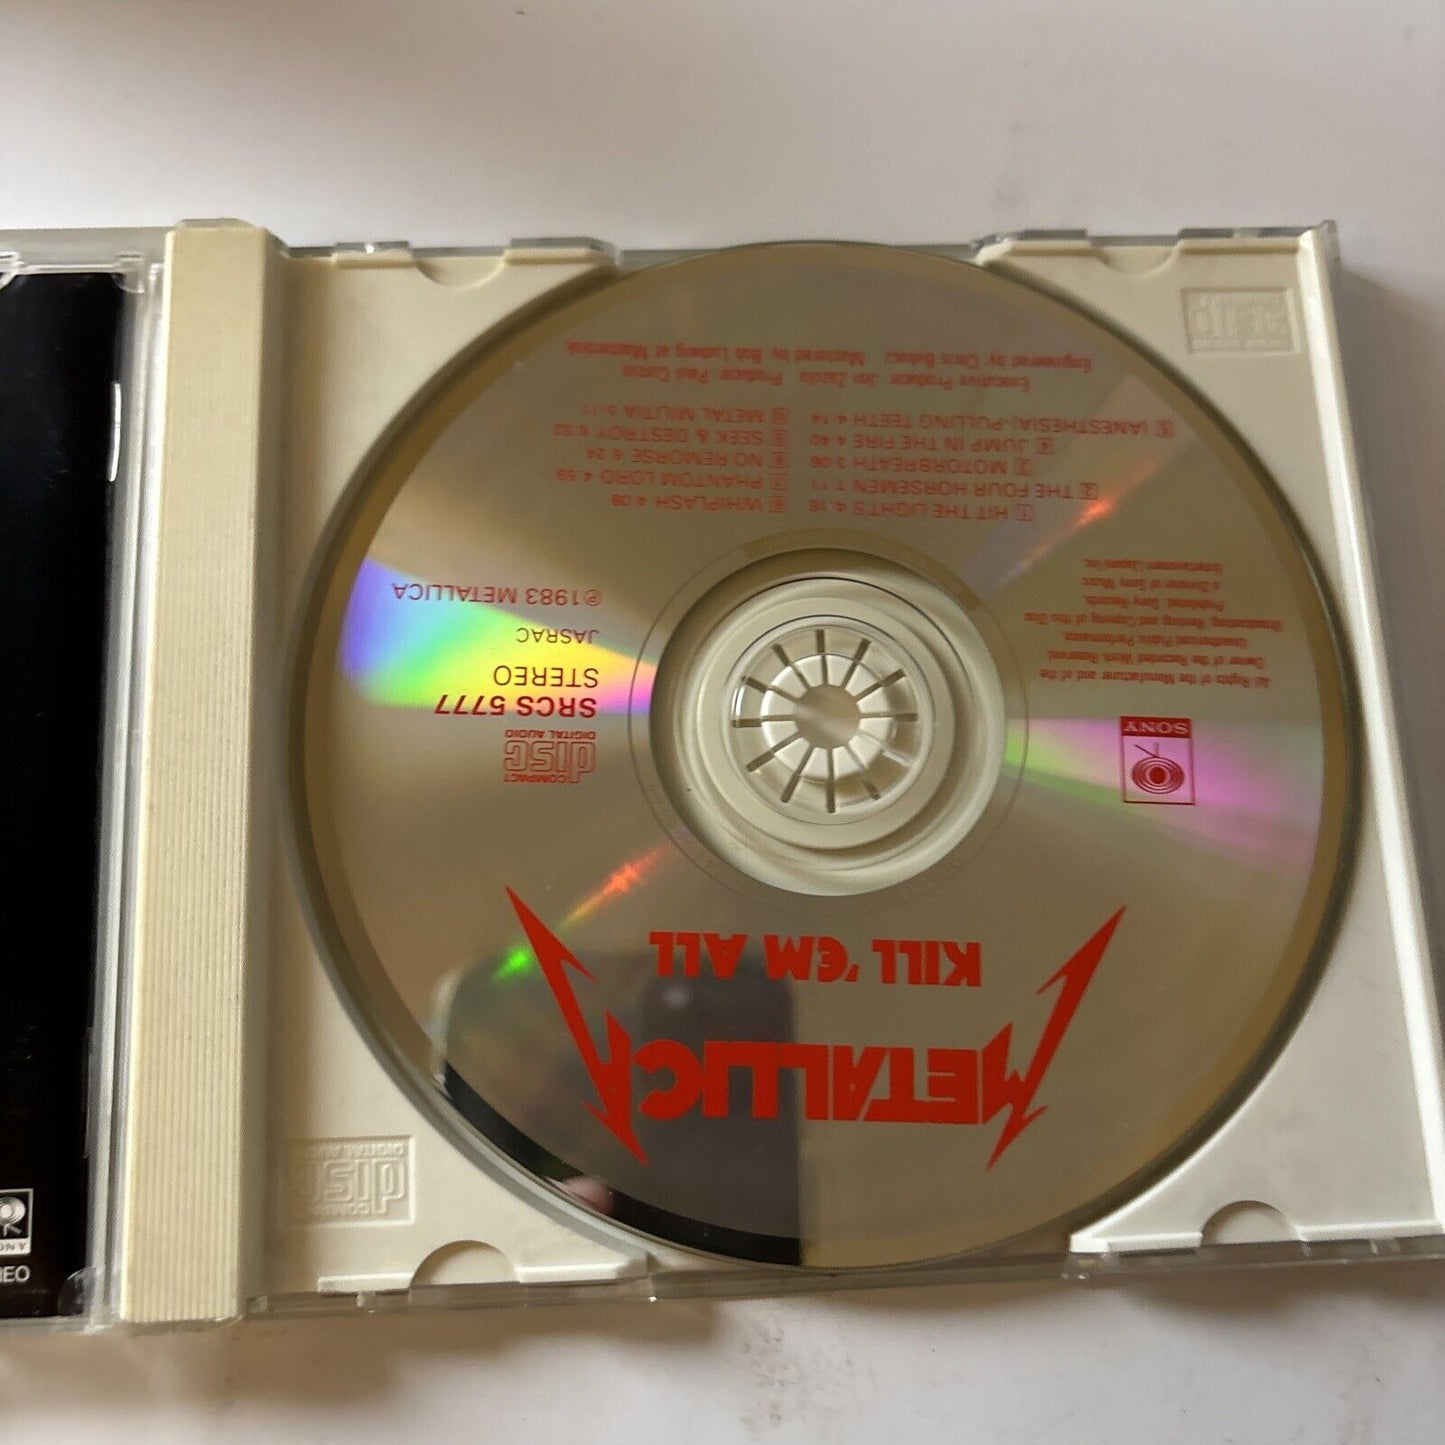 METALLICA
KILL 'EM ALL
SONY
COMPACT
disc
DIGITAL AUDIO
SRCS 5777
STEREO
JASRAC
℗1983 METALLICA
All Rights of the Manufacturer and of the
Owner of the Recorded Work Reserved.
Unauthorized Public Performance,
Broadcasting, Renting and Copying of this Disc
Prohibited. Sony Records,
a Division of Sony Music
Entertainment (Japan) Inc.
1 HIT THE LIGHTS 4:16
2 THE FOUR HORSEMEN 7:11
3 MOTORBREATH 3:06
4 JUMP IN THE FIRE 4:40
5 (ANESTHESIA)-PULLING TEETH 4:14
6 WHIPLASH 4:08
7 PHANTOM LORD 4:59
8 NO REMORSE 6:24
9 SEEK & DESTROY 6:52
10 METAL MILITIA 5:11
Executive Producer Jon Zazula Producer Paul Curcio
Engineered by Chris Bubacz Mastered by Bob Ludwig at Masterdisk
COMPACT
disc